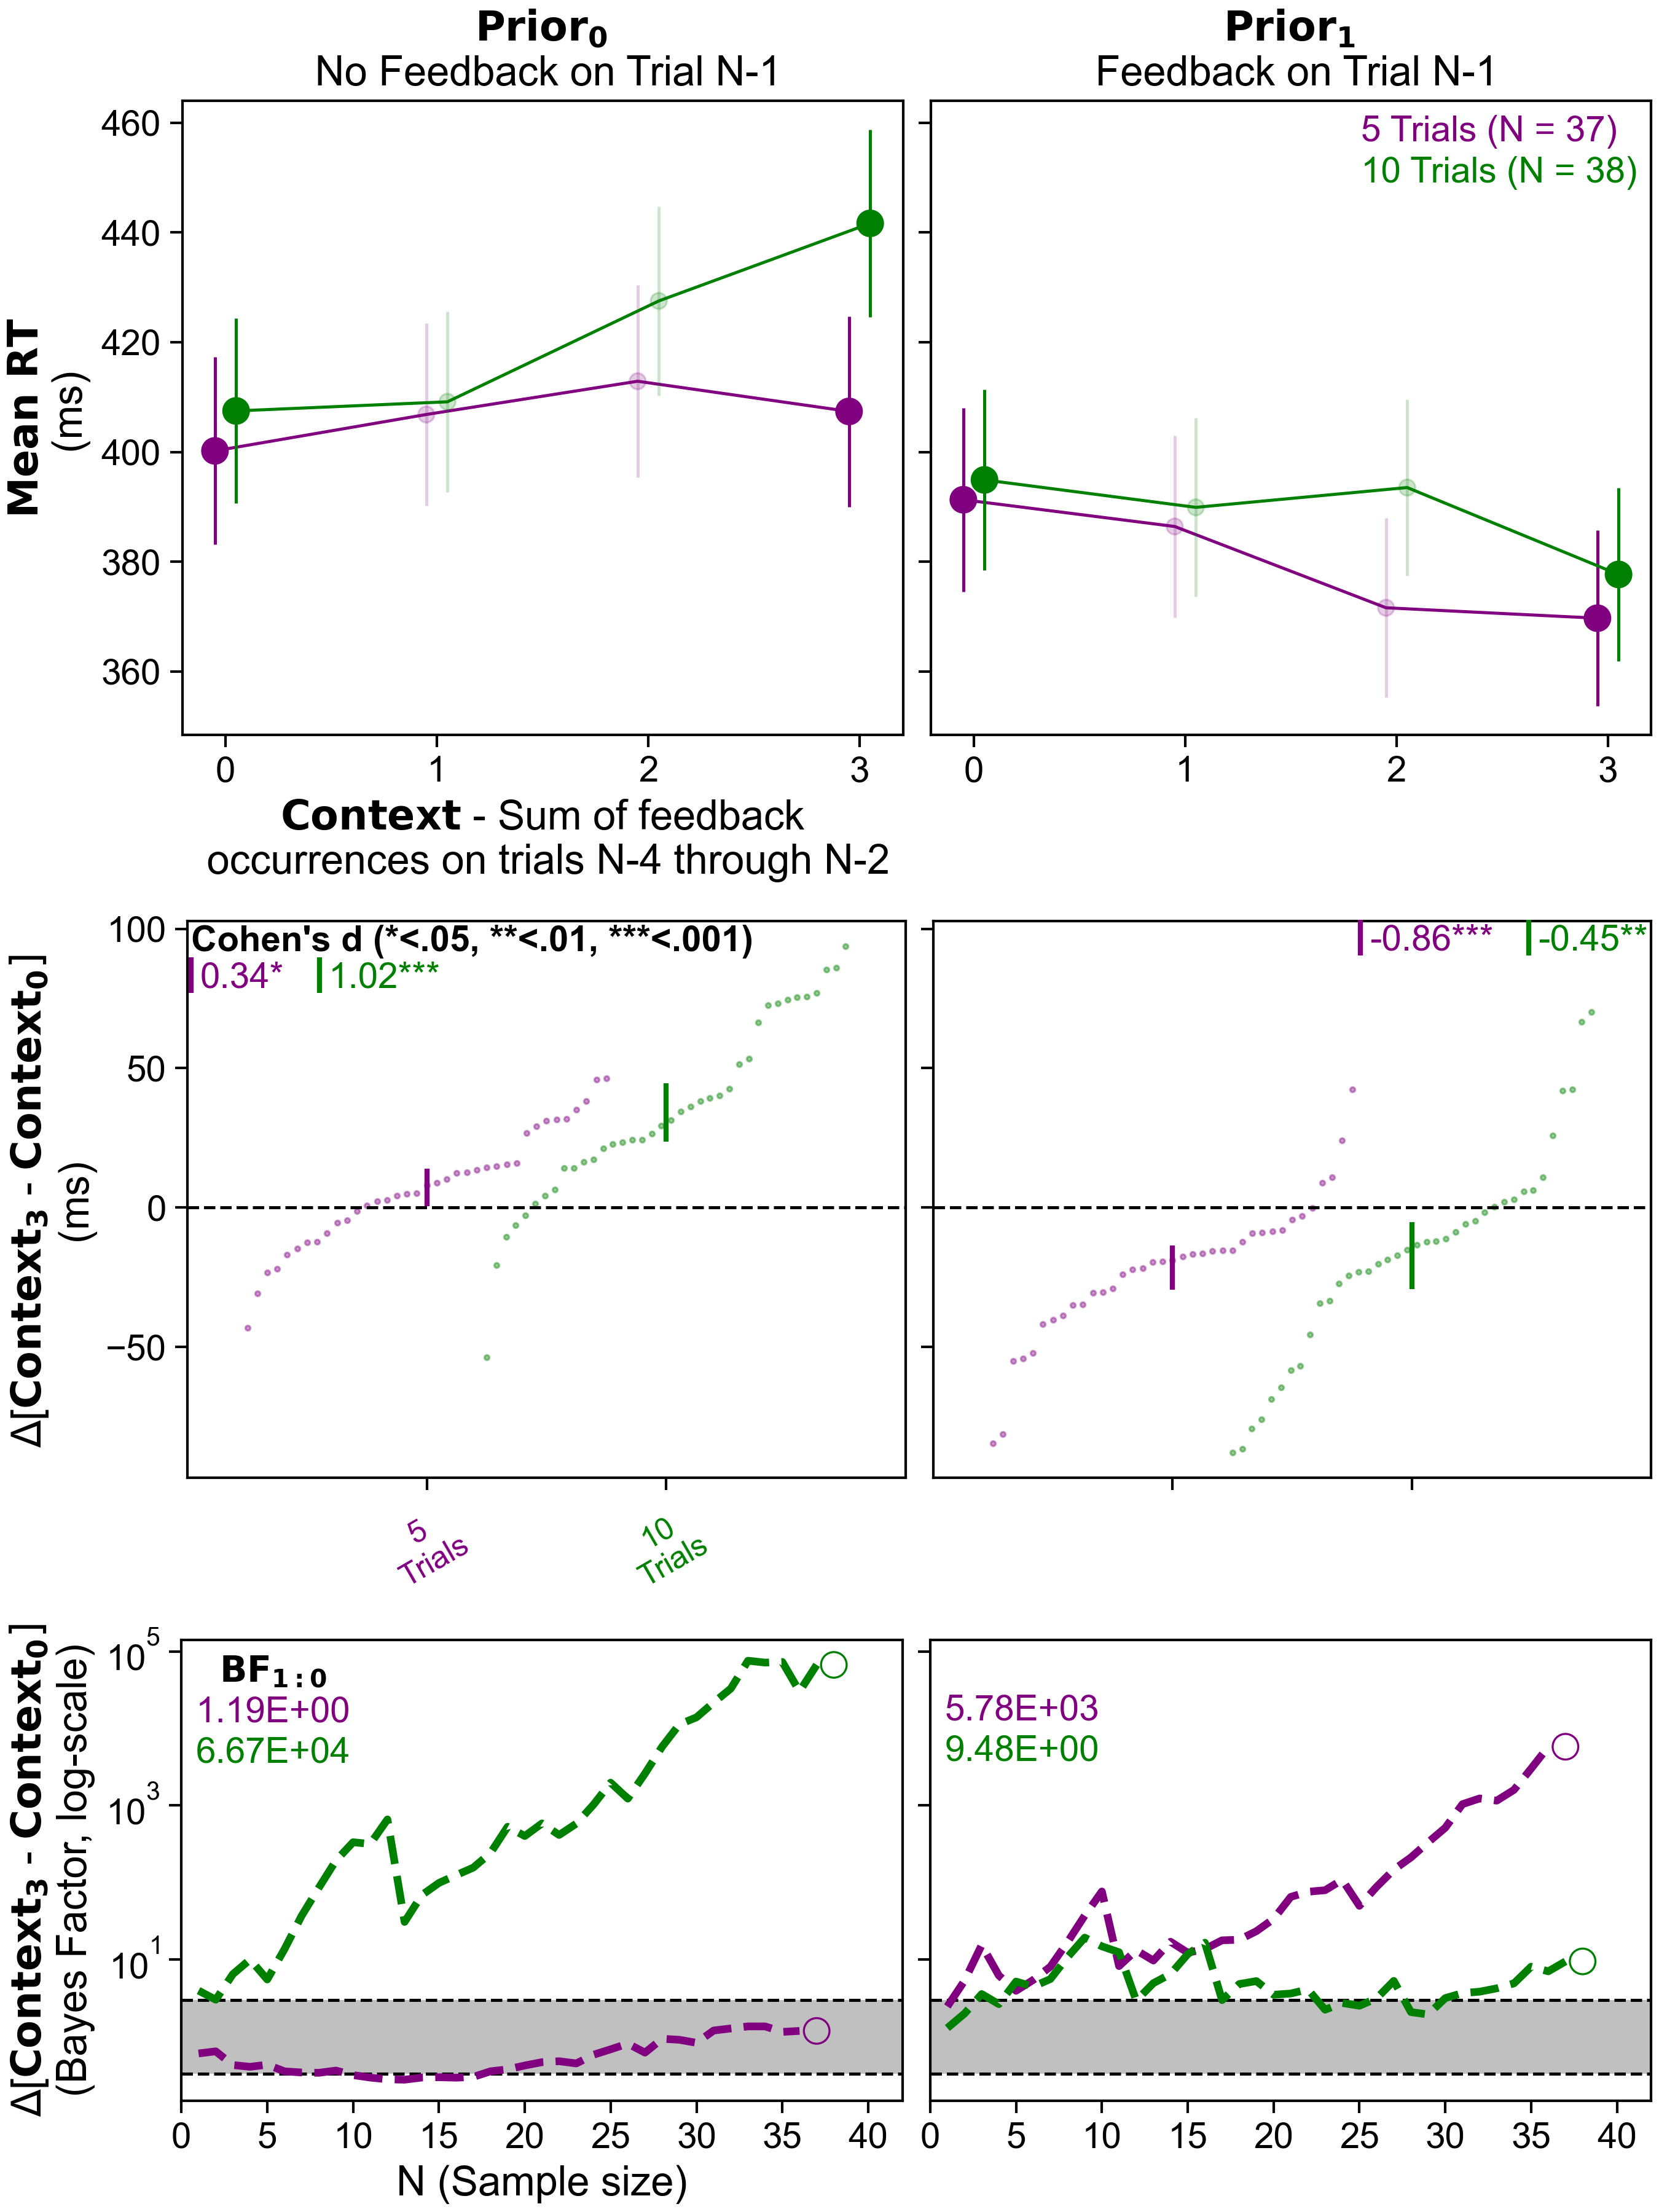 Prior0
No Feedback on Trial N-1
Prior1
Feedback on Trial N-1
5 Trials (N = 37)
10 Trials (N = 38)
Mean RT
(ms)
460
440
420
400
380
360
0 1 2 3
0 1 2 3
Context - Sum of feedback
occurrences on trials N-4 through N-2
Δ[Context3 - Context0]
(ms)
100
50
0
−50
Cohen's d (*<.05, **<.01, ***<.001)
0.34* 1.02***
-0.86*** -0.45**
5
Trials
10
Trials
Δ[Context3 - Context0]
(Bayes Factor, log-scale)
10^5
10^3
10^1
BF1:0
1.19E+00
6.67E+04
5.78E+03
9.48E+00
0 5 10 15 20 25 30 35 40
0 5 10 15 20 25 30 35 40
N (Sample size)